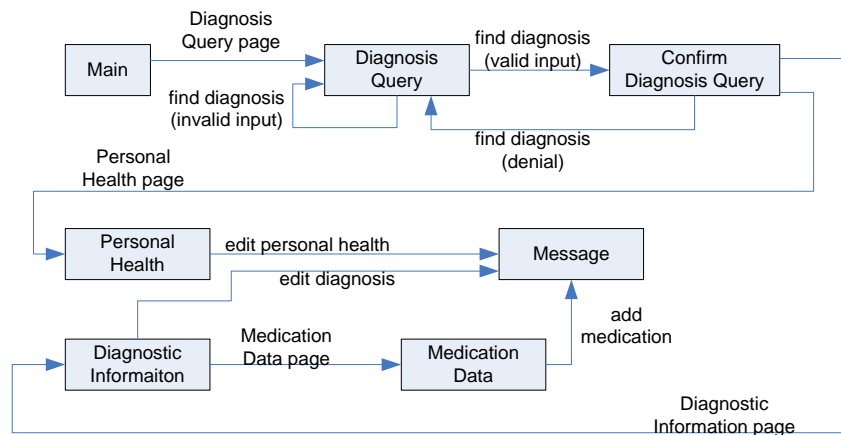 Diagnosis
Query page
Main
Diagnosis
Query
find diagnosis
(valid input)
Confirm
Diagnosis Query
find diagnosis
(invalid input)
find diagnosis
(denial)
Personal
Health page
Personal
Health
edit personal health
Message
edit diagnosis
Diagnostic
Informaiton
Medication
Data page
Medication
Data
add
medication
Diagnostic
Information page